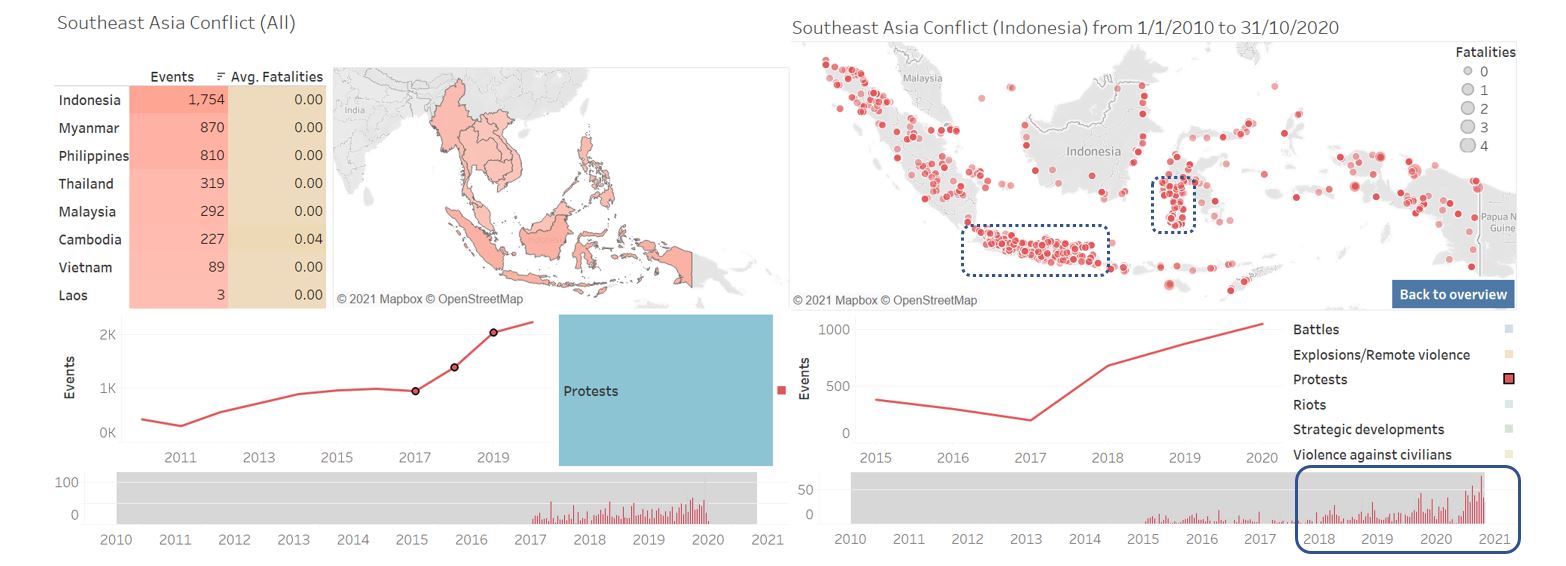 Southeast Asia Conflict (All)
Events Avg. Fatalities
Indonesia 1,754 0.00
Myanmar 870 0.00
Philippines 810 0.00
Thailand 319 0.00
Malaysia 292 0.00
Cambodia 227 0.04
Vietnam 89 0.00
Laos 3 0.00
India
© 2021 Mapbox © OpenStreetMap
2K
1K
0K
Events
2011 2013 2015 2017 2019
Protests
100
0
2010 2011 2012 2013 2014 2015 2016 2017 2018 2019 2020 2021
Southeast Asia Conflict (Indonesia) from 1/1/2010 to 31/10/2020
Malaysia
Indonesia
Papua N
Guine
Fatalities
0
1
2
3
4
© 2021 Mapbox © OpenStreetMap
Back to overview
1000
500
0
Events
2015 2016 2017 2018 2019 2020
Battles
Explosions/Remote violence
Protests
Riots
Strategic developments
Violence against civilians
50
0
2010 2011 2012 2013 2014 2015 2016 2017 2018 2019 2020 2021